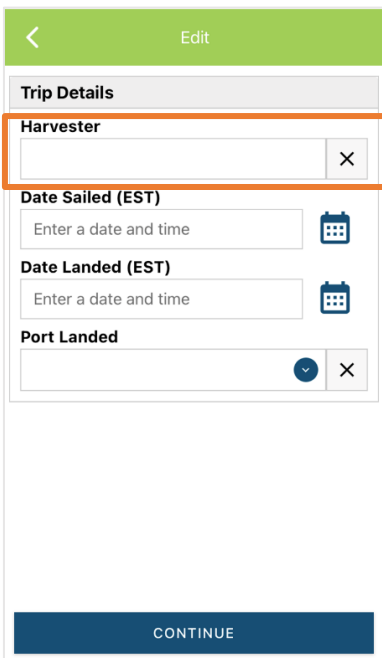 Edit
Trip Details
Harvester
Date Sailed (EST)
Enter a date and time
Date Landed (EST)
Enter a date and time
Port Landed
CONTINUE